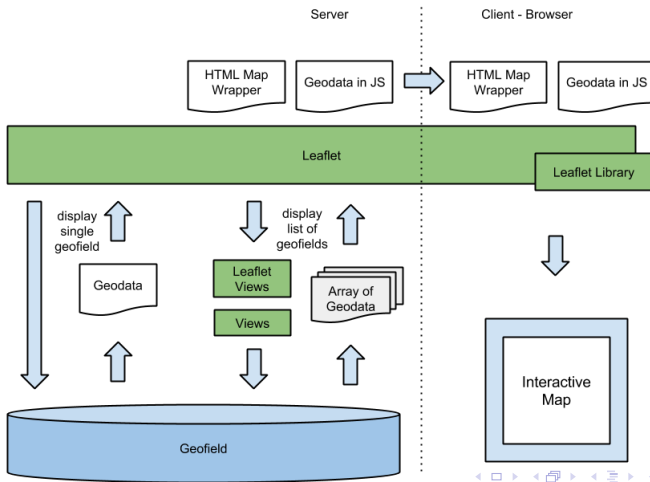 Server
Client - Browser
HTML Map
Wrapper
Geodata in JS
HTML Map
Wrapper
Geodata in JS
Leaflet
Leaflet Library
display
single
geofield
display
list of
geofields
Geodata
Leaflet
Views
Views
Array of
Geodata
Interactive
Map
Geofield